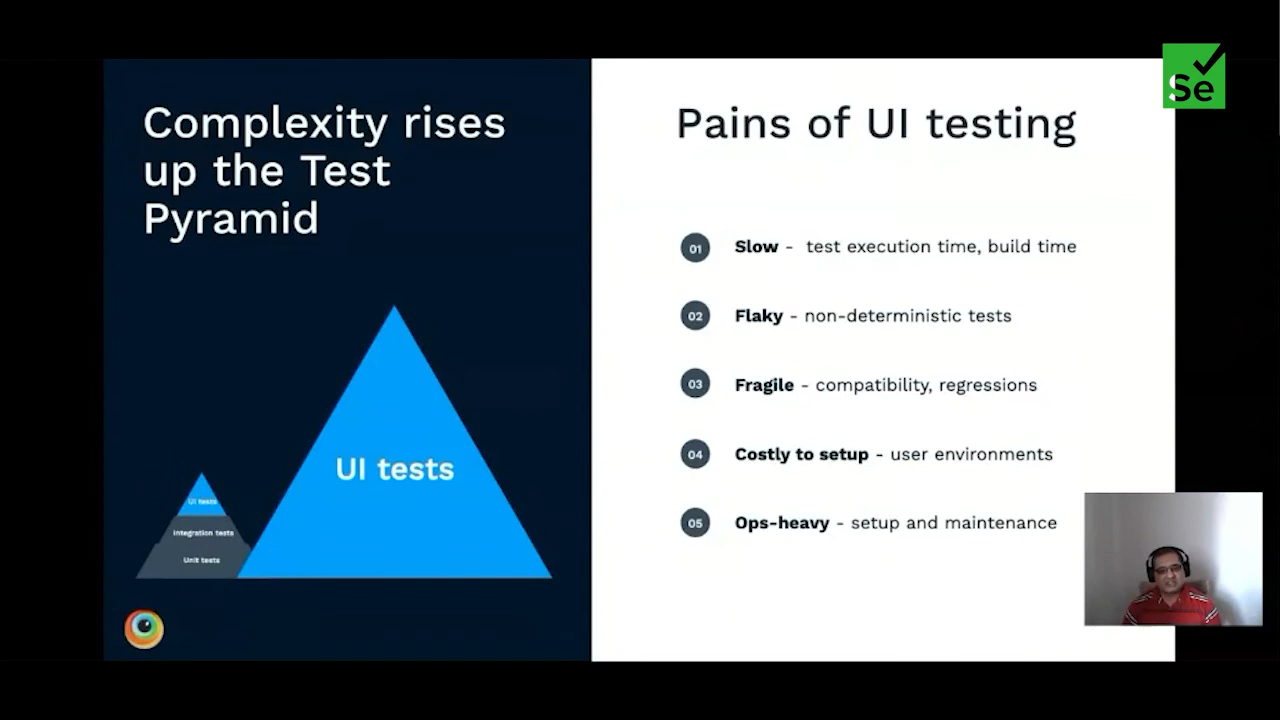 Complexity rises
up the Test
Pyramid
UI tests
UI tests
Integration tests
Unit tests
Pains of UI testing
01 Slow - test execution time, build time
02 Flaky - non-deterministic tests
03 Fragile - compatibility, regressions
04 Costly to setup - user environments
05 Ops-heavy - setup and maintenance
Se